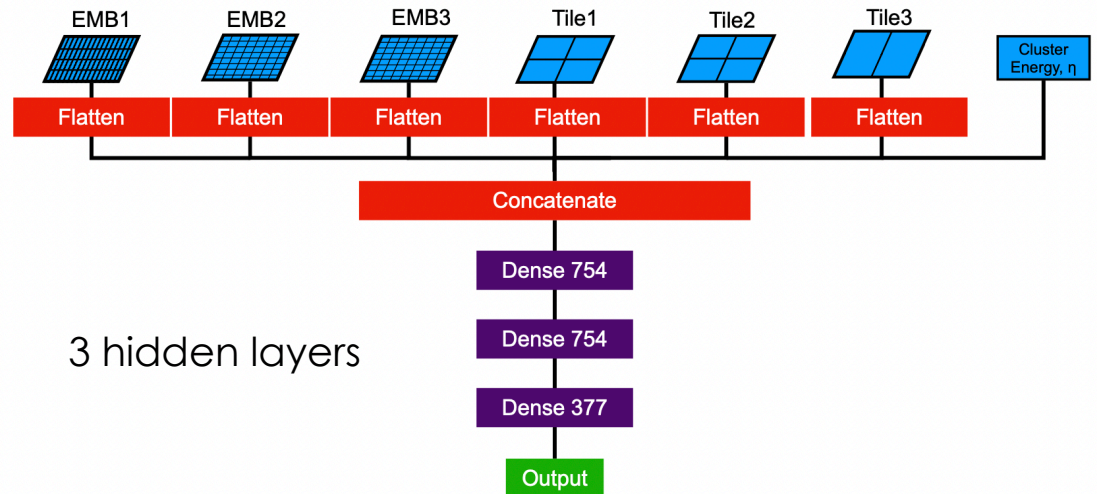 EMB1
EMB2
EMB3
Tile1
Tile2
Tile3
Cluster
Energy, η
Flatten
Flatten
Flatten
Flatten
Flatten
Flatten
Concatenate
Dense 754
Dense 754
3 hidden layers
Dense 377
Output